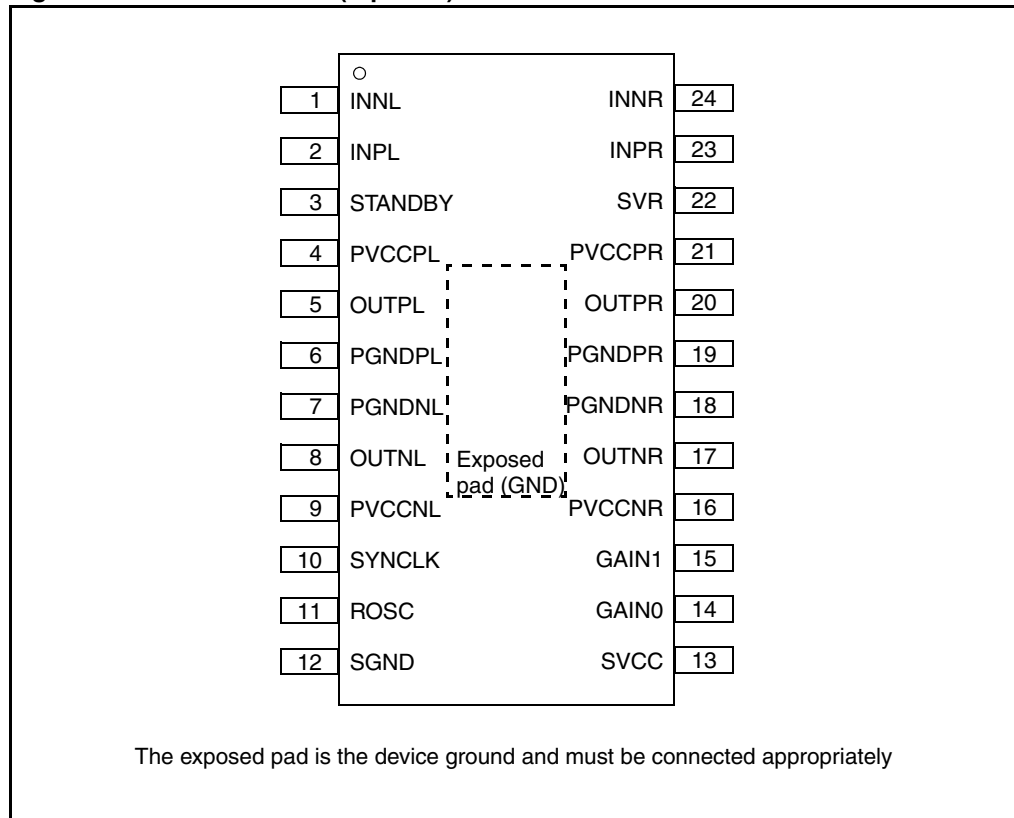 1 INNL INNR 24
2 INPL INPR 23
3 STANDBY SVR 22
4 PVCCPL PVCCPR 21
5 OUTPL OUTPR 20
6 PGNDPL PGNDPR 19
7 PGNDNL PGNDNR 18
8 OUTNL Exposed OUTNR 17
pad (GND)
9 PVCCNL PVCCNR 16
10 SYNCLK GAIN1 15
11 ROSC GAIN0 14
12 SGND SVCC 13
The exposed pad is the device ground and must be connected appropriately